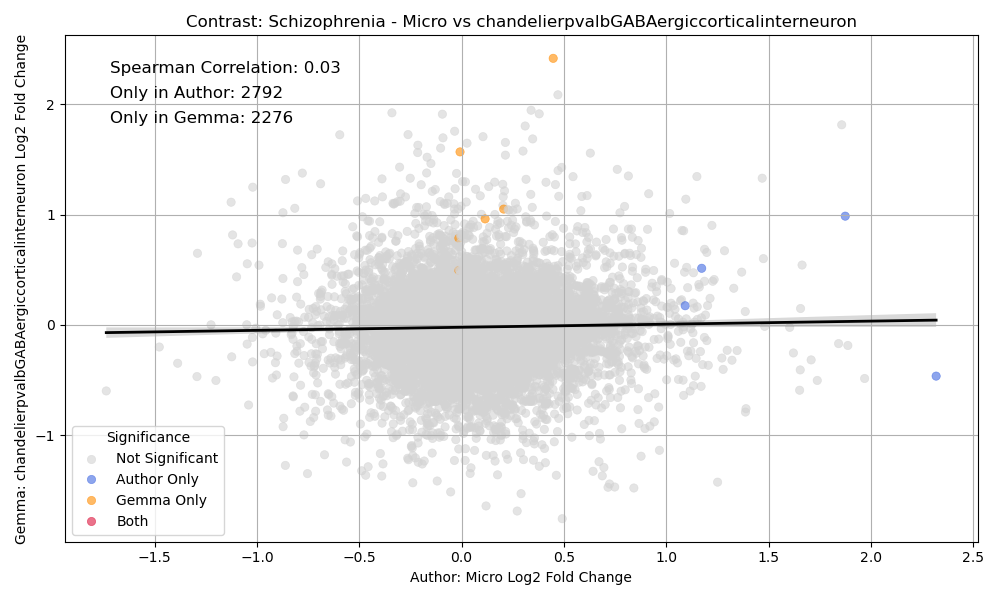 Contrast: Schizophrenia - Micro vs chandelierpvalbGABAergiccorticalinterneuron
Spearman Correlation: 0.03
Only in Author: 2792
Only in Gemma: 2276
Gemma: chandelierpvalbGABAergiccorticalinterneuron Log2 Fold Change
2
1
0
−1
Significance
Not Significant
Author Only
Gemma Only
Both
−1.5 −1.0 −0.5 0.0 0.5 1.0 1.5 2.0 2.5
Author: Micro Log2 Fold Change